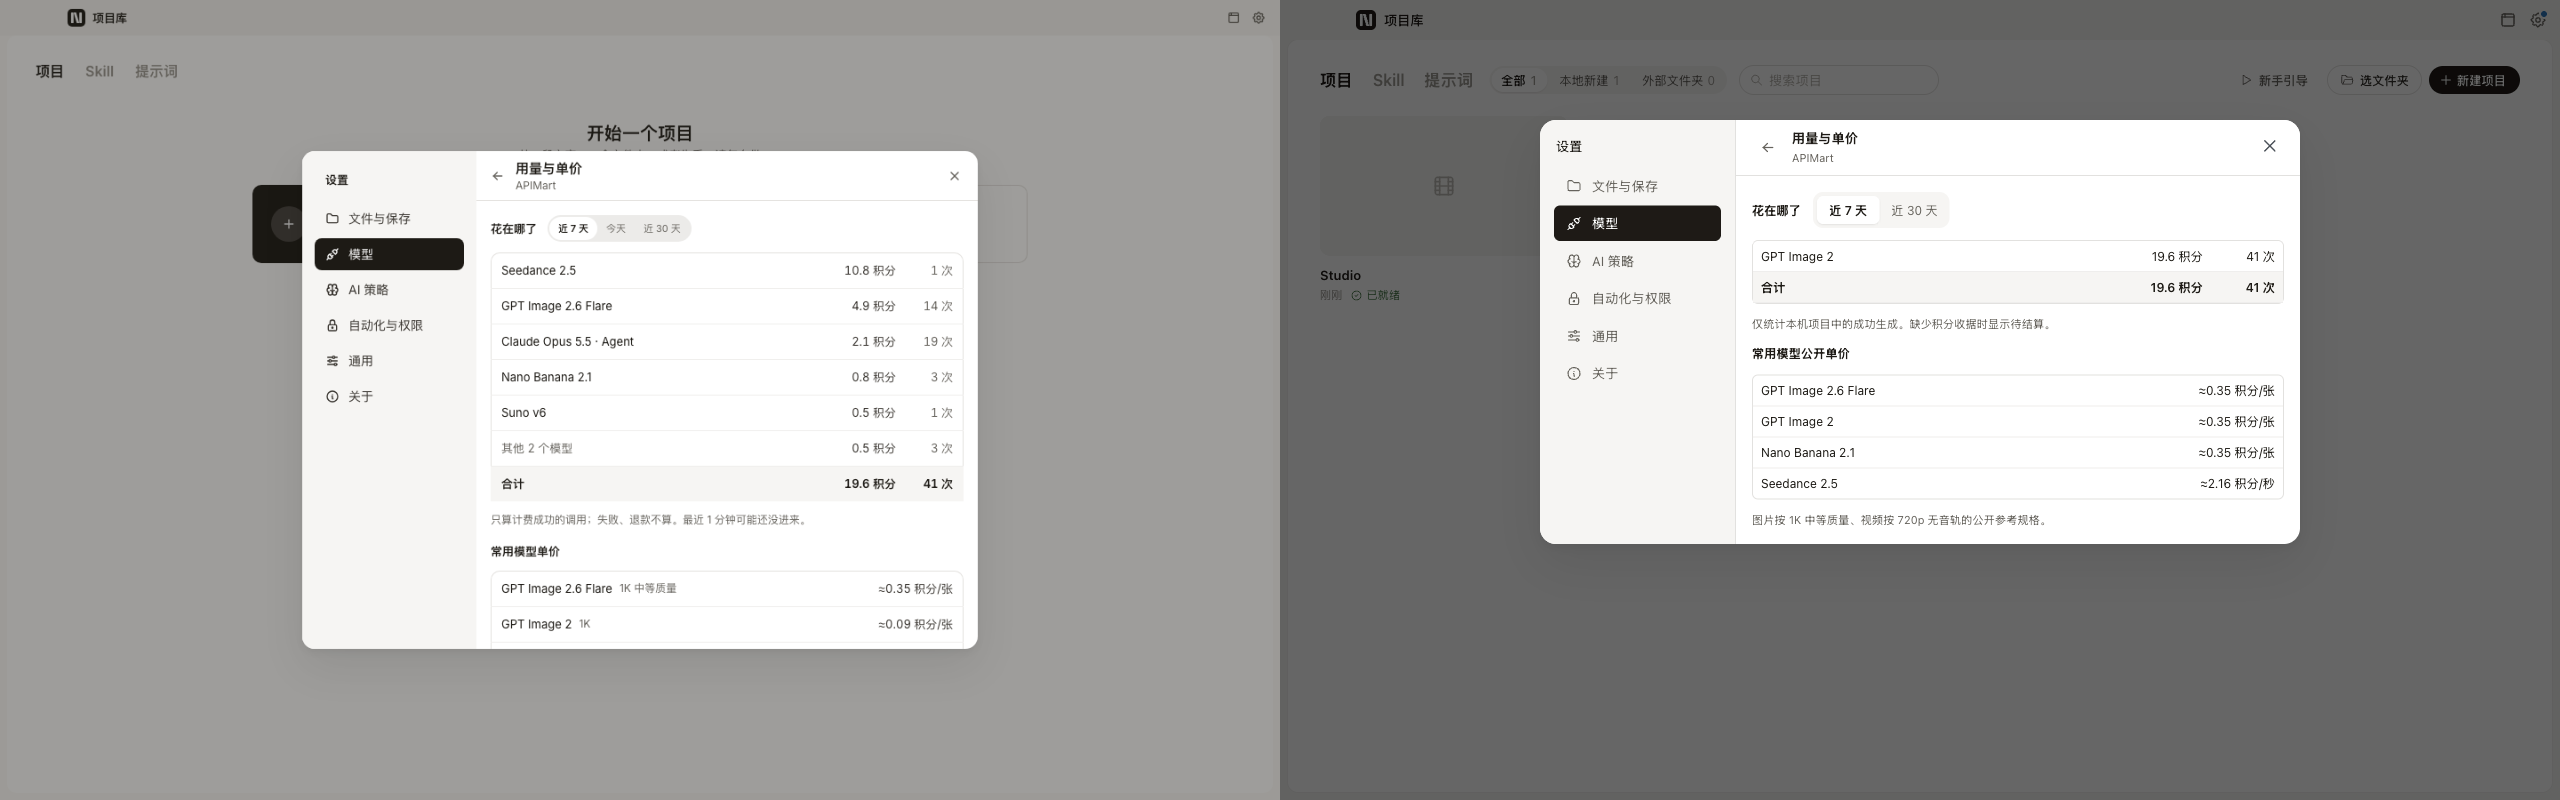 项目库
项目 Skill 提示词
开始一个项目
设置
文件与保存
模型
AI 策略
自动化与权限
通用
关于
用量与单价
APIMart
花在哪了 近 7 天 今天 近 30 天
Seedance 2.5 10.8 积分 1 次
GPT Image 2.6 Flare 4.9 积分 14 次
Claude Opus 5.5 · Agent 2.1 积分 19 次
Nano Banana 2.1 0.8 积分 3 次
Suno v6 0.5 积分 1 次
其他 2 个模型 0.5 积分 3 次
合计 19.6 积分 41 次
只算计费成功的调用；失败、退款不算。最近 1 分钟可能还没进来。
常用模型单价
GPT Image 2.6 Flare 1K 中等质量 ≈0.35 积分/张
GPT Image 2 1K ≈0.09 积分/张
项目库
项目 Skill 提示词 全部 1 本地新建 1 外部文件夹 0 搜索项目 新手引导 选文件夹 新建项目
Studio
刚刚 已就绪
设置
文件与保存
模型
AI 策略
自动化与权限
通用
关于
用量与单价
APIMart
花在哪了 近 7 天 近 30 天
GPT Image 2 19.6 积分 41 次
合计 19.6 积分 41 次
仅统计本机项目中的成功生成。缺少积分收据时显示待结算。
常用模型公开单价
GPT Image 2.6 Flare ≈0.35 积分/张
GPT Image 2 ≈0.35 积分/张
Nano Banana 2.1 ≈0.35 积分/张
Seedance 2.5 ≈2.16 积分/秒
图片按 1K 中等质量、视频按 720p 无音轨的公开参考规格。